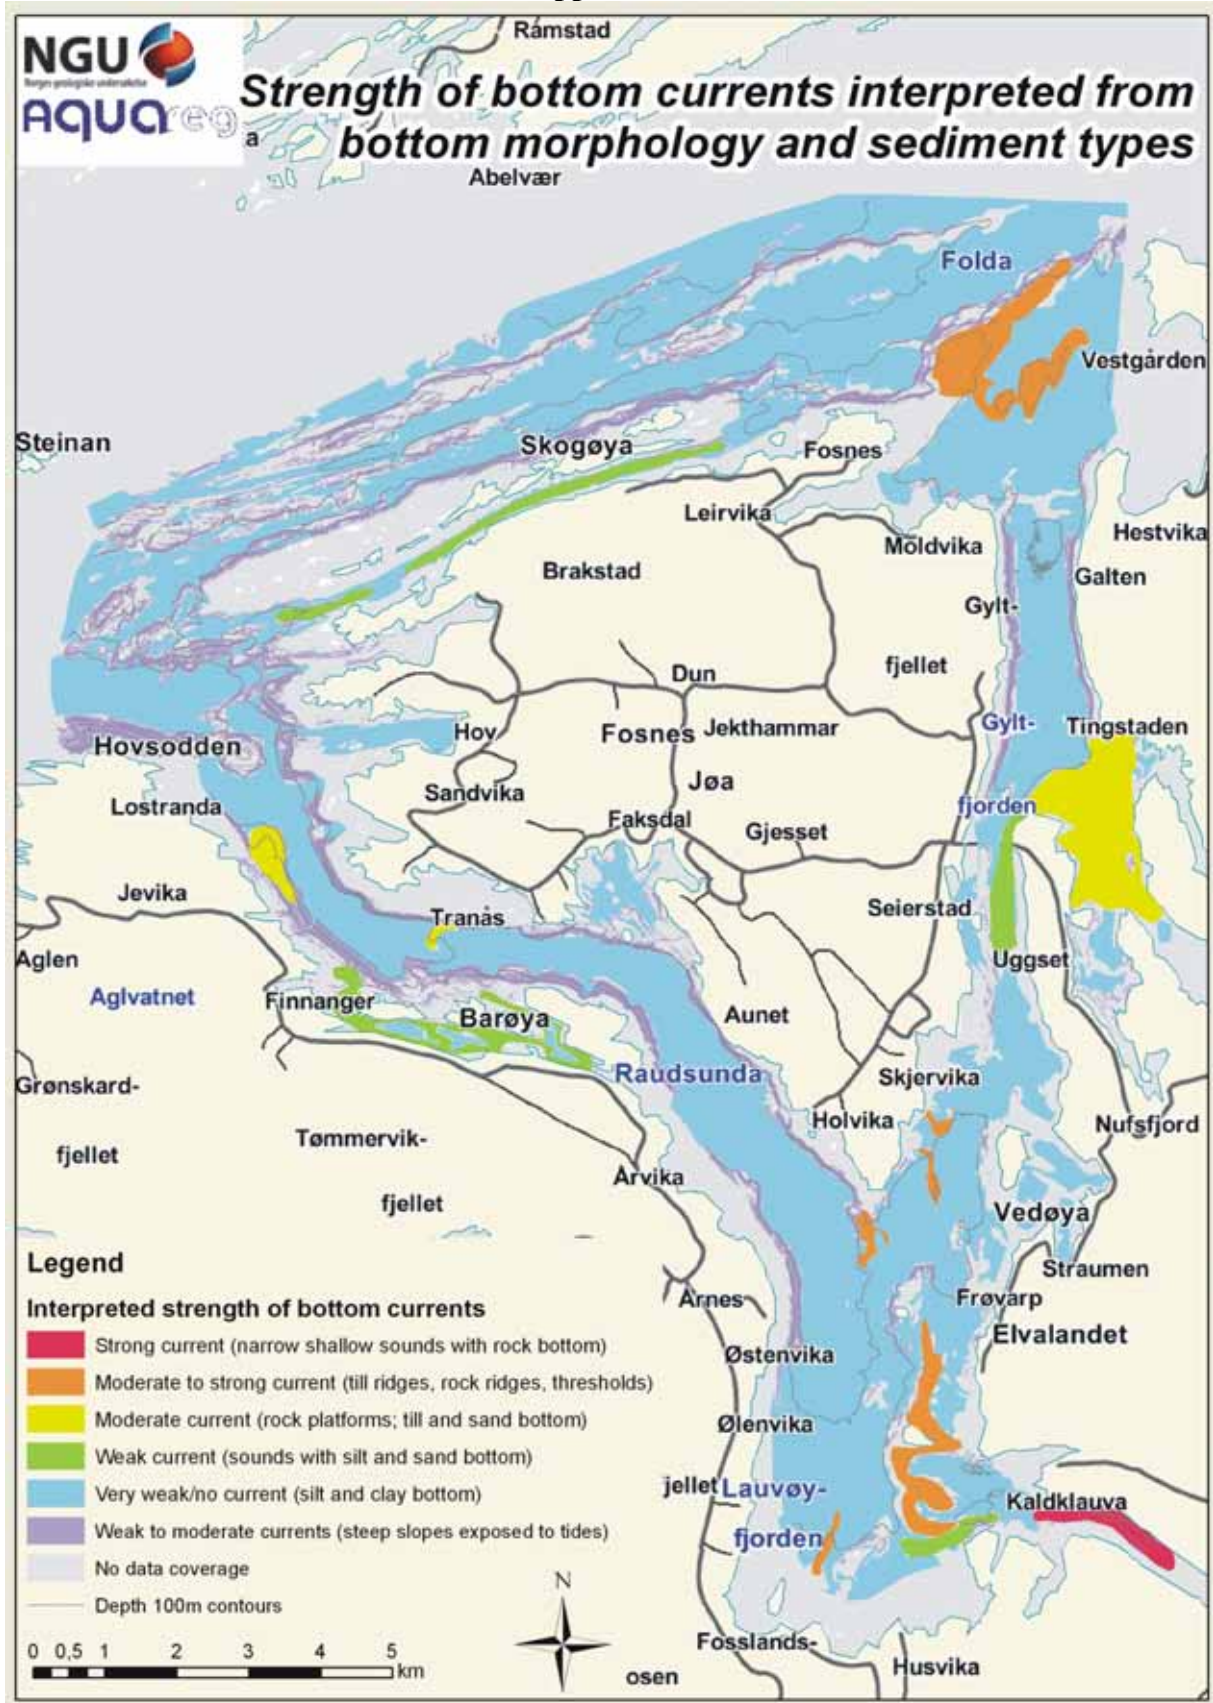 Ramstad
NGU
Norges geologiske undersøkelse
AQUAreg
Strength of bottom currents interpreted from
bottom morphology and sediment types
a
Abelvær
Folda
Vestgården
Steinan
Skogøya
Fosnes
Leirvika
Hestvika
Moldvika
Brakstad
Galten
Gylt-
fjellet
Dun
Gylt-
Tingstaden
Hov
Fosnes
Jekthammar
Hovsodden
Jøa
Sandvika
fjorden
Lostranda
Faksdal
Gjesset
Jevika
Seierstad
Tranås
Aglen
Uggset
Aglvatnet
Finnanger
Barøya
Aunet
Raudsunda
Skjervika
Grønskard-
Holvika
Nufsfjord
Tømmervik-
fjellet
Årvika
fjellet
Vedøya
Straumen
Årnes
Frøvarp
Elvalandet
Østenvika
Ølenvika
jellet
Lauvøy-
Kaldklauva
fjorden
Legend
Interpreted strength of bottom currents
Strong current (narrow shallow sounds with rock bottom)
Moderate to strong current (till ridges, rock ridges, thresholds)
Moderate current (rock platforms; till and sand bottom)
Weak current (sounds with silt and sand bottom)
Very weak/no current (silt and clay bottom)
Weak to moderate currents (steep slopes exposed to tides)
No data coverage
Depth 100m contours
N
0 0,5 1 2 3 4 5
km
Fosslands-
osen
Husvika